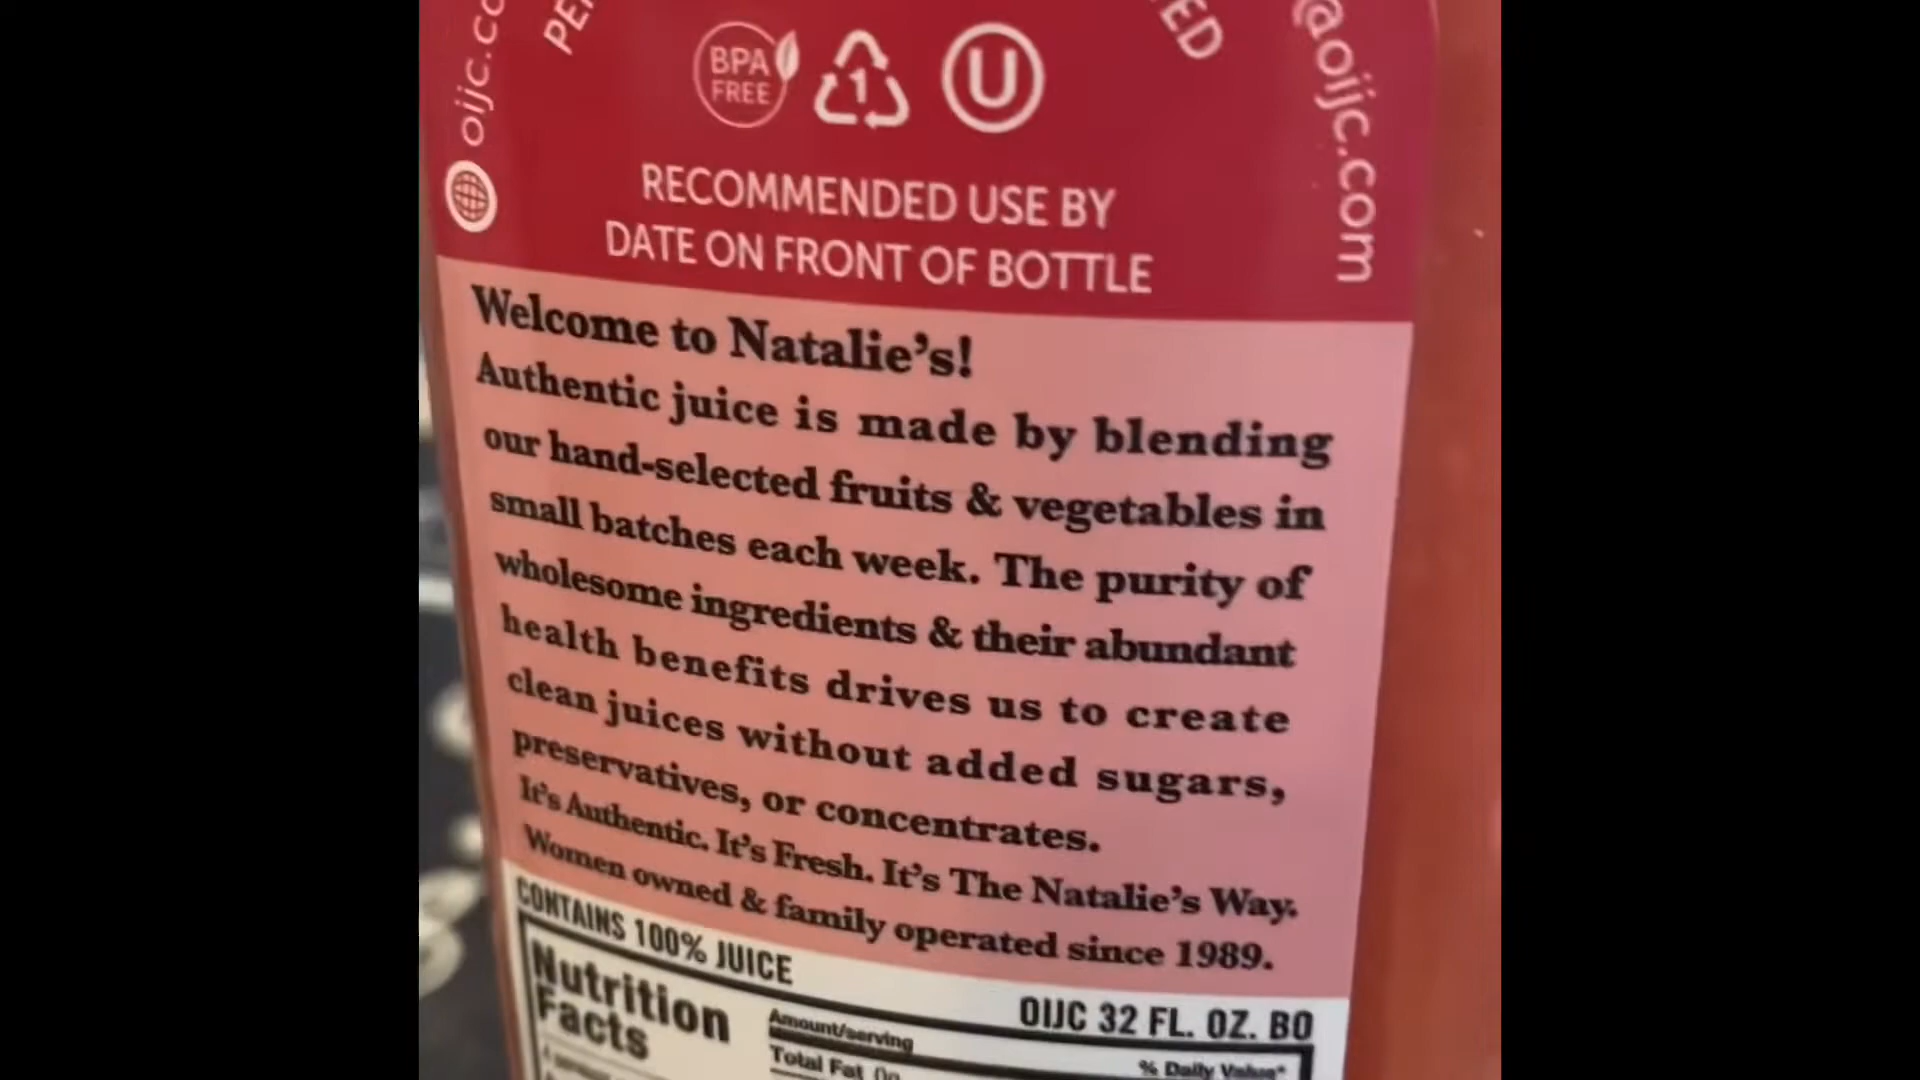 oijc.co
@oijc.com
BPA
FREE
1
U
RECOMMENDED USE BY
DATE ON FRONT OF BOTTLE
Welcome to Natalie's!
Authentic juice is made by blending
our hand-selected fruits & vegetables in
small batches each week. The purity of
wholesome ingredients & their abundant
health benefits drives us to create
clean juices without added sugars,
preservatives, or concentrates.
It's Authentic. It's Fresh. It's The Natalie's Way.
Women owned & family operated since 1989.
CONTAINS 100% JUICE
OIJC 32 FL. OZ. BO
Nutrition
Facts
Amount/serving
% Daily Value*
Total Fat 0g